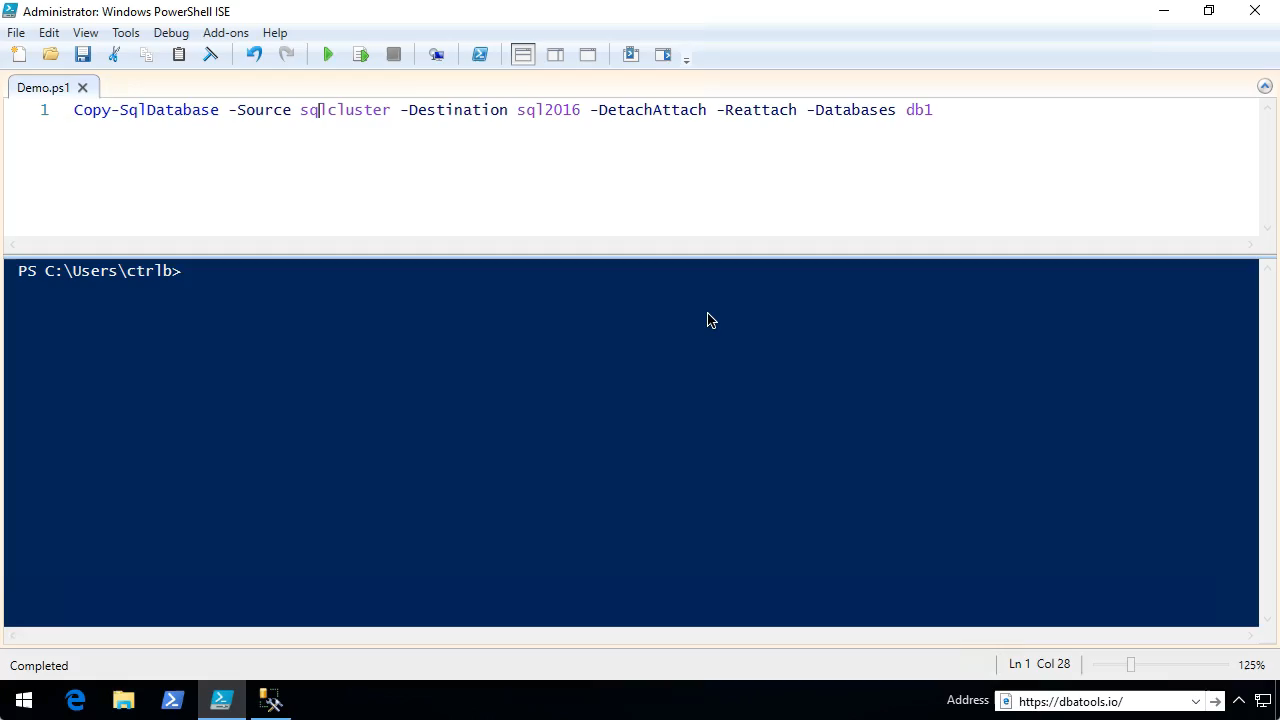 Administrator: Windows PowerShell ISE
File Edit View Tools Debug Add-ons Help
Demo.ps1
1 Copy-SqlDatabase -Source sqlcluster -Destination sql2016 -DetachAttach -Reattach -Databases db1
PS C:\Users\ctrlb>
Completed
Ln 1 Col 28
125%
Address https://dbatools.io/